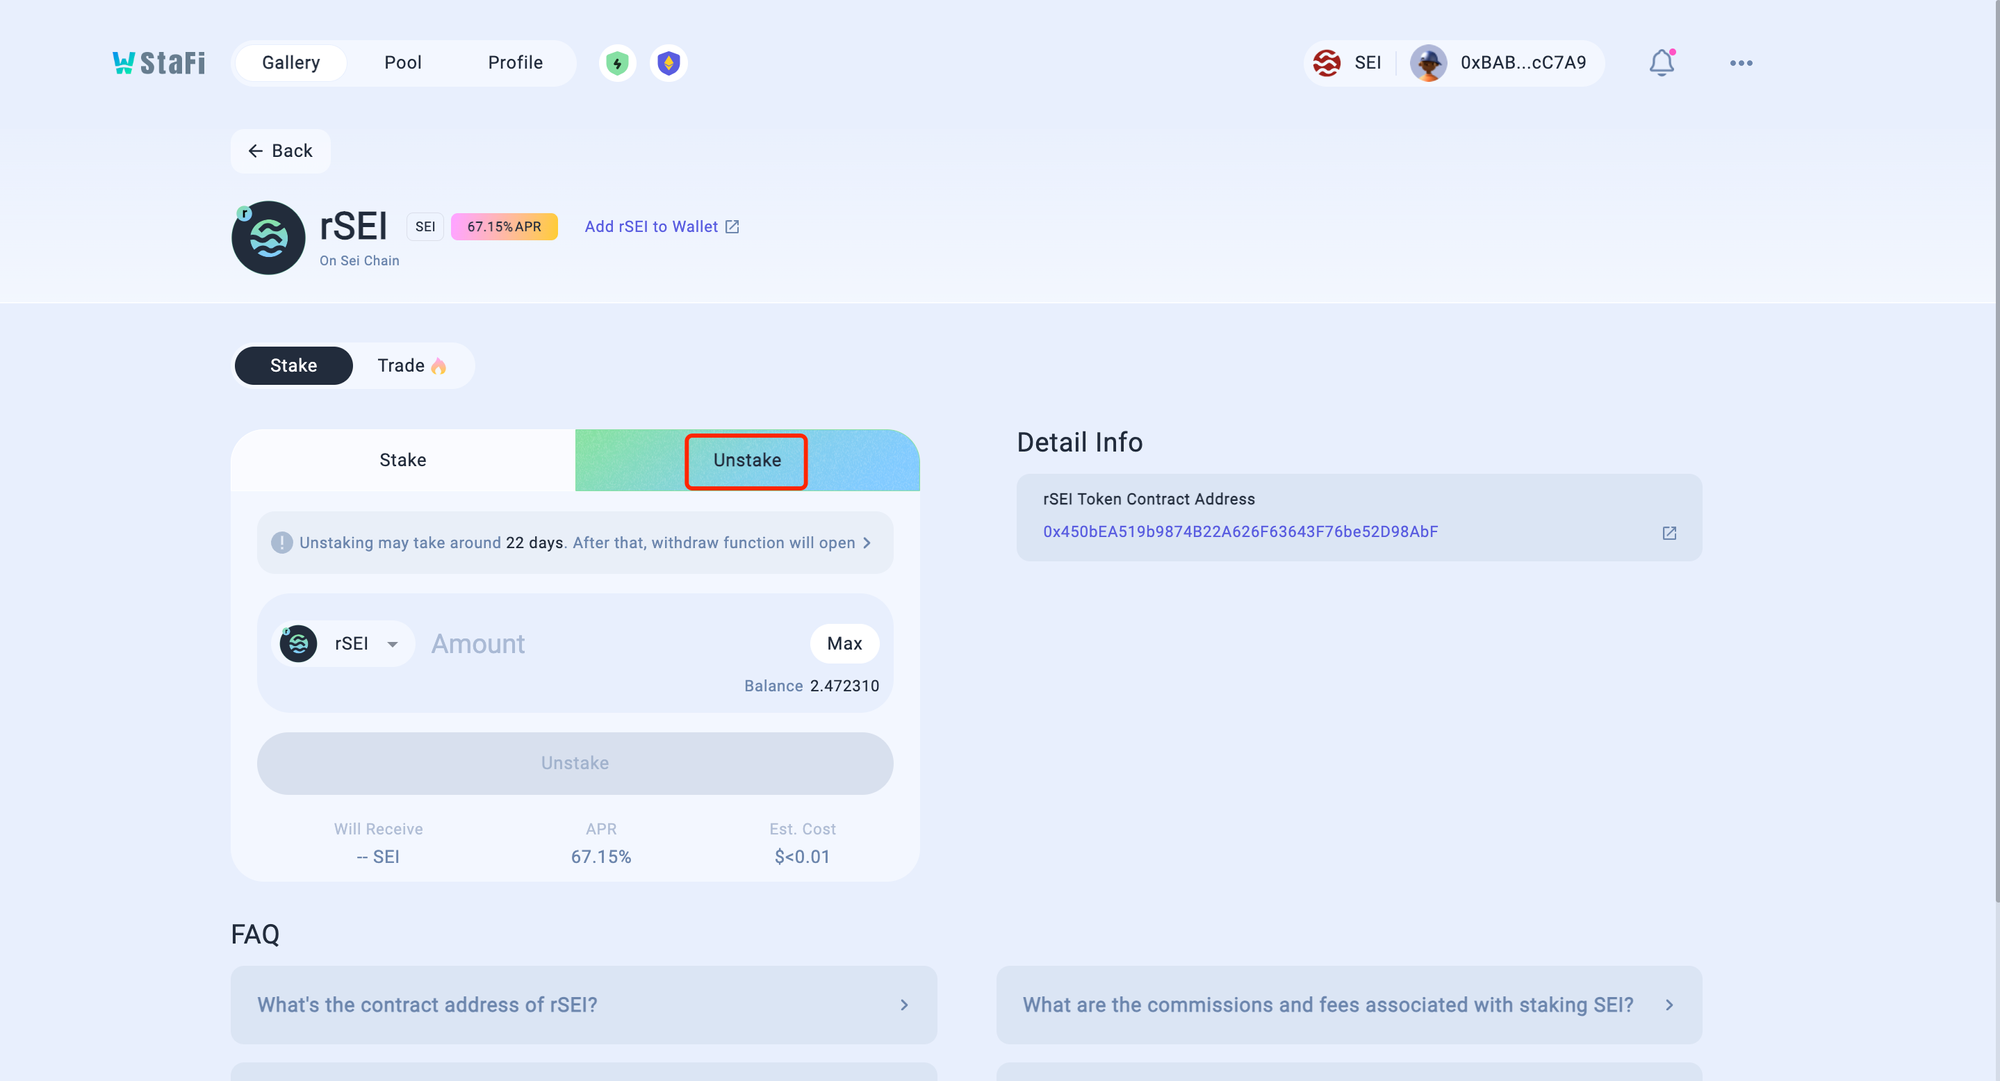 StaFi
Gallery
Pool
Profile
SEI
0xBAB...cC7A9
Back
r
rSEI
SEI
67.15%APR
Add rSEI to Wallet
On Sei Chain
Stake
Trade
Stake
Unstake
Unstaking may take around 22 days. After that, withdraw function will open
rSEI
Amount
Max
Balance 2.472310
Unstake
Will Receive
APR
Est. Cost
-- SEI
67.15%
$<0.01
Detail Info
rSEI Token Contract Address
0x450bEA519b9874B22A626F63643F76be52D98AbF
FAQ
What's the contract address of rSEI?
What are the commissions and fees associated with staking SEI?